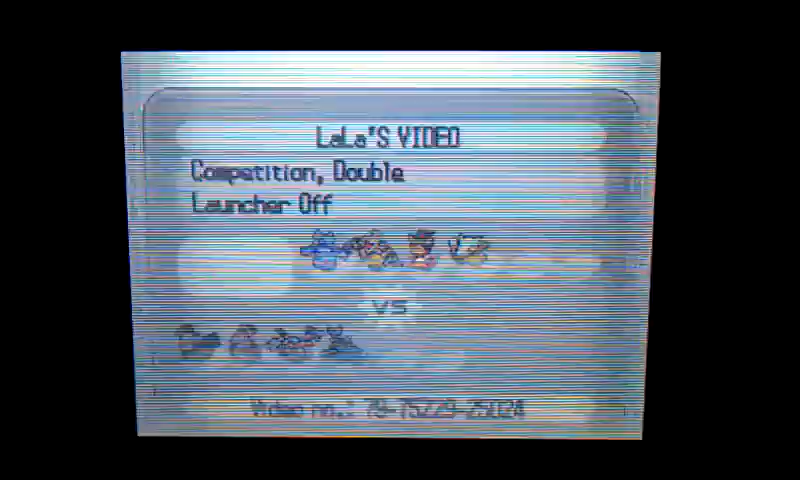 LaLa'S VIDEO
Competition, Double
Launcher Off
VS
Video no.: